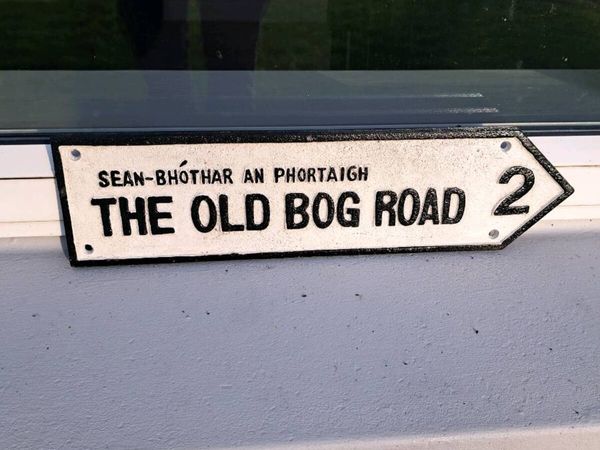 SEAN-BHÓTHAR AN PHORTAIGH
THE OLD BOG ROAD 2